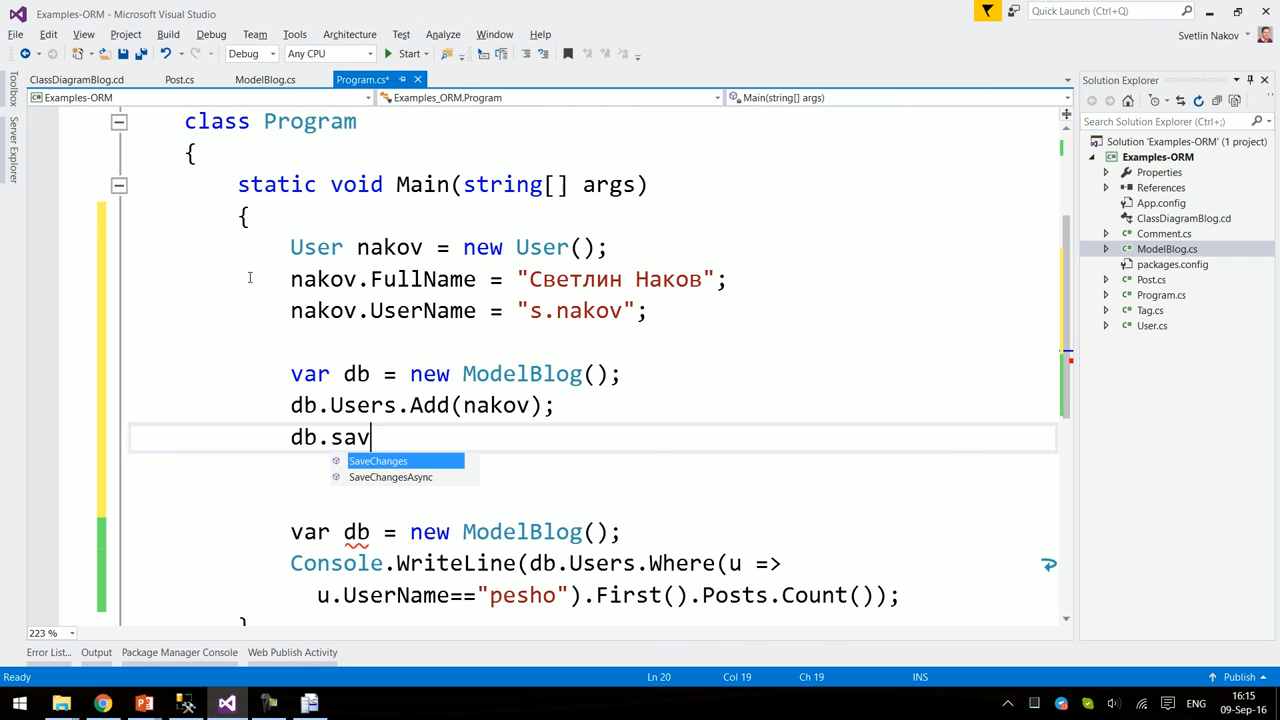 Examples-ORM - Microsoft Visual Studio
Quick Launch (Ctrl+Q)
File Edit View Project Build Debug Team Tools Architecture Test Analyze Window Help
Svetlin Nakov
Debug Any CPU Start
ClassDiagramBlog.cd Post.cs ModelBlog.cs Program.cs*
Examples-ORM Examples_ORM.Program Main(string[] args)
Toolbox
Server Explorer
class Program
{
static void Main(string[] args)
{
User nakov = new User();
nakov.FullName = "Светлин Наков";
nakov.UserName = "s.nakov";
var db = new ModelBlog();
db.Users.Add(nakov);
db.sav
SaveChanges
SaveChangesAsync
var db = new ModelBlog();
Console.WriteLine(db.Users.Where(u =>
u.UserName=="pesho").First().Posts.Count());
}
223 %
Solution Explorer
Search Solution Explorer (Ctrl+;)
Solution 'Examples-ORM' (1 project)
Examples-ORM
Properties
References
App.config
ClassDiagramBlog.cd
Comment.cs
ModelBlog.cs
packages.config
Post.cs
Program.cs
Tag.cs
User.cs
Error List... Output Package Manager Console Web Publish Activity
Ready Ln 20 Col 19 Ch 19 INS Publish
ENG 16:15
09-Sep-16